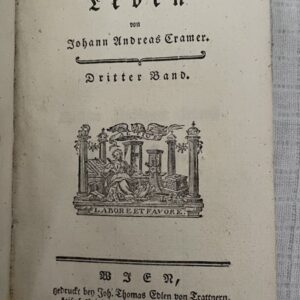 Leben
von
Johann Andreas Cramer.
Dritter Band.
LABORE ET FAVORE.
WIEN,
gedruckt bey Joh. Thomas Edlen von Trattnern,